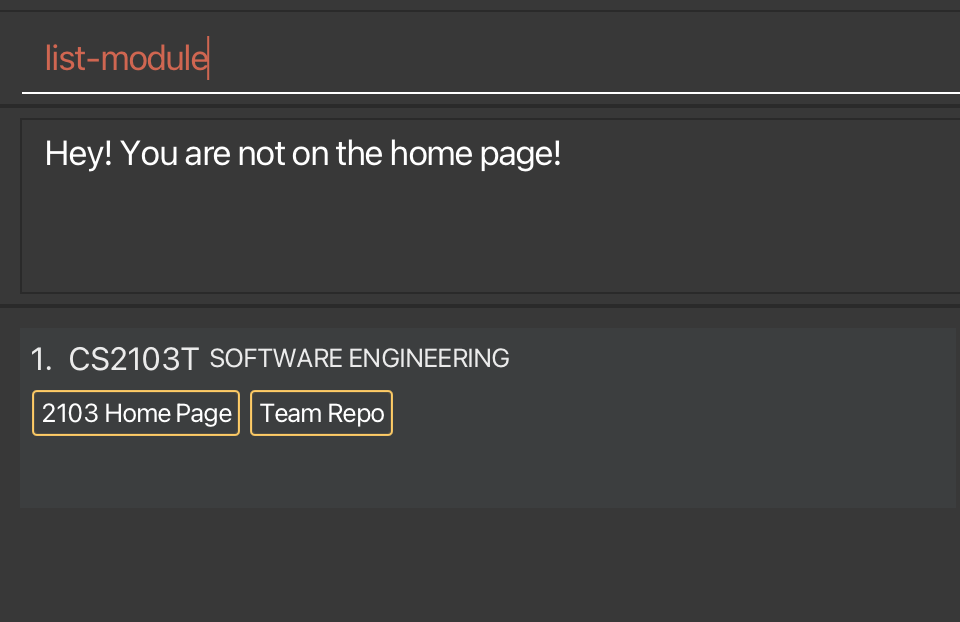 list-module
Hey! You are not on the home page!
1. CS2103T SOFTWARE ENGINEERING
2103 Home Page Team Repo